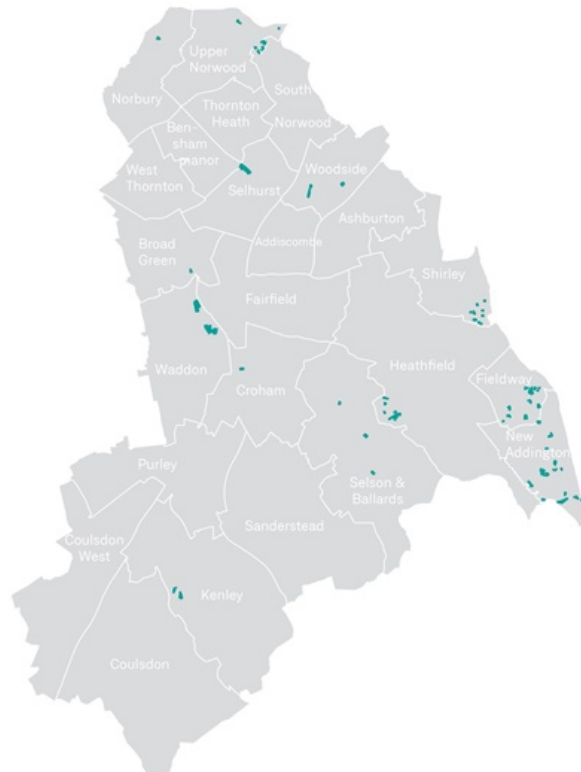 Upper
Norwood
Norbury
South
Norwood
Thornton
Heath
Ben-
sham
manor
West
Thornton
Selhurst
Woodside
Ashburton
Addiscombe
Broad
Green
Shirley
Fairfield
Waddon
Heathfield
Croham
Fieldway
New
Addington
Purley
Selson &
Ballards
Sanderstead
Coulsdon
West
Kenley
Coulsdon